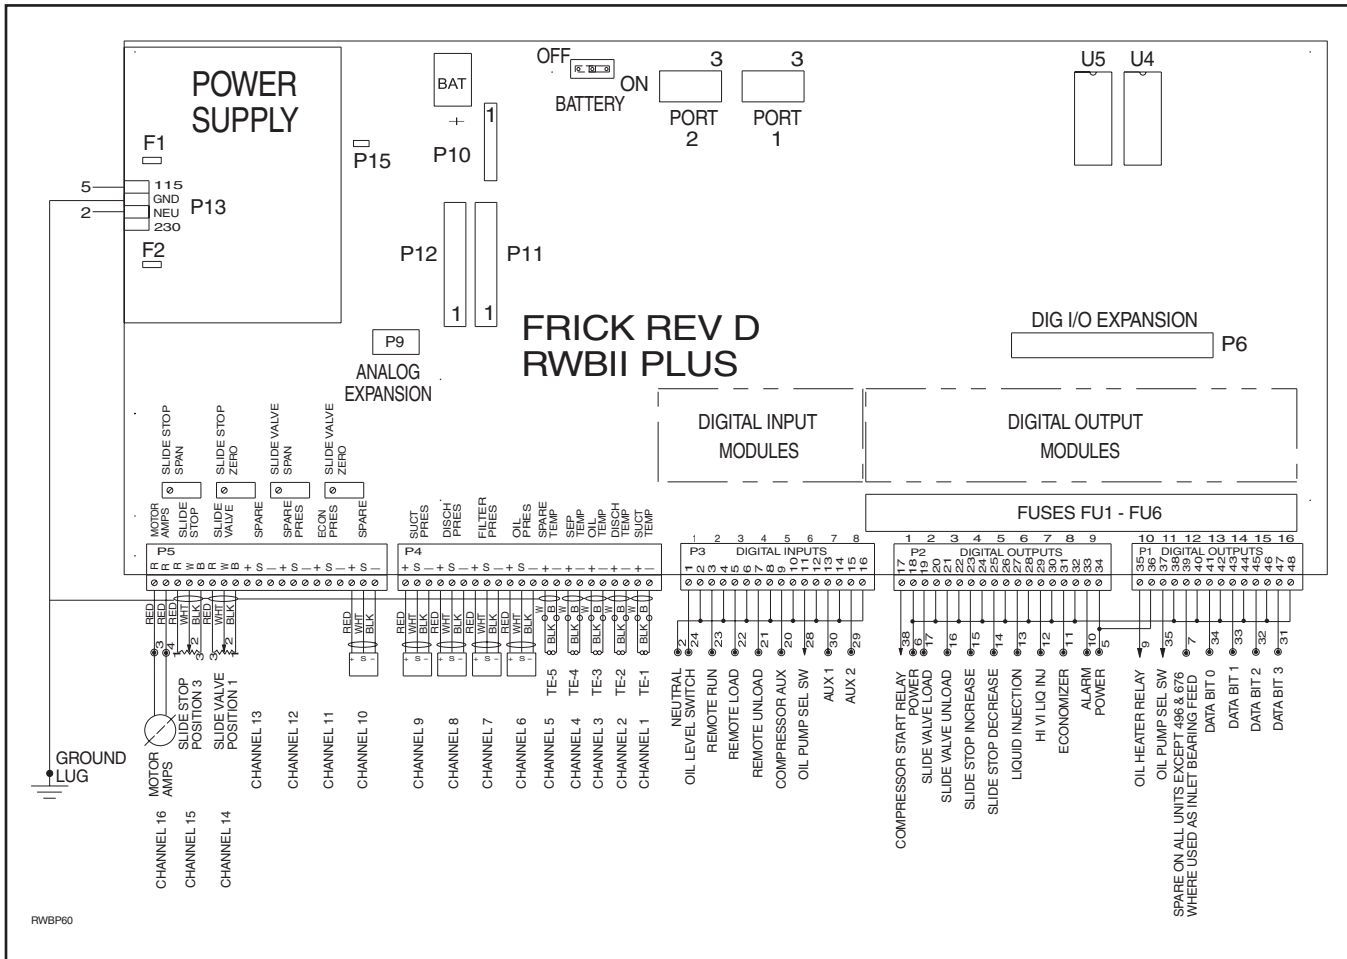 POWER
SUPPLY
F1
5
115
GND
P13
2
NEU
230
F2
P15
BAT
+
P10
1
OFF
ON
BATTERY
3
PORT
2
3
PORT
1
U5
U4
P12
1
P11
1
FRICK REV D
RWBII PLUS
P9
ANALOG
EXPANSION
DIG I/O EXPANSION
P6
DIGITAL INPUT
MODULES
DIGITAL OUTPUT
MODULES
FUSES FU1 - FU6
SLIDE STOP
SPAN
SLIDE STOP
ZERO
SLIDE VALVE
SPAN
SLIDE VALVE
ZERO
MOTOR
AMPS
SLIDE
STOP
SLIDE
VALVE
SPARE
SPARE
PRES
ECON
PRES
SPARE
SUCT
PRES
DISCH
PRES
FILTER
PRES
OIL
PRES
SPARE
TEMP
SEP
TEMP
OIL
TEMP
DISCH
TEMP
SUCT
TEMP
P5
R R R W B R W B + S – + S – + S – + S –
P4
+ S – + S – + S – + S – + – + – + – + – + –
1 2 3 4 5 6 7 8
P3 DIGITAL INPUTS
1 2 3 4 5 6 7 8 9 10 11 12 13 14 15 16
1 2 3 4 5 6 7 8 9
P2 DIGITAL OUTPUTS
17 18 19 20 21 22 23 24 25 26 27 28 29 30 31 32 33 34
10 11 12 13 14 15 16
P1 DIGITAL OUTPUTS
35 36 37 38 39 40 41 42 43 44 45 46 47 48
RED RED WHT BLK RED WHT BLK
RED WHT BLK
RED WHT BLK RED WHT BLK RED WHT BLK RED WHT BLK
W B W B W B W B W B
BLK BLK BLK BLK BLK
3 4 1 2 3 3 2 1
+ S –
+ S – + S – + S – + S –
2 24 23 22 21 20 28 30 29
38 6 17 16 15 14 13 12 11 10 5
9 35 7 34 33 32 31
GROUND
LUG
MOTOR
AMPS
CHANNEL 16
SLIDE STOP
POSITION 3
CHANNEL 15
SLIDE VALVE
POSITION 1
CHANNEL 14
CHANNEL 13
CHANNEL 12
CHANNEL 11
CHANNEL 10
CHANNEL 9
CHANNEL 8
CHANNEL 7
CHANNEL 6
TE-5
CHANNEL 5
TE-4
CHANNEL 4
TE-3
CHANNEL 3
TE-2
CHANNEL 2
TE-1
CHANNEL 1
NEUTRAL
OIL LEVEL SWITCH
REMOTE RUN
REMOTE LOAD
REMOTE UNLOAD
COMPRESSOR AUX
OIL PUMP SEL SW
AUX 1
AUX 2
COMPRESSOR START RELAY
POWER
SLIDE VALVE LOAD
SLIDE VALVE UNLOAD
SLIDE STOP INCREASE
SLIDE STOP DECREASE
LIQUID INJECTION
HI VI LIQ INJ
ECONOMIZER
ALARM
POWER
OIL HEATER RELAY
OIL PUMP SEL SW
SPARE ON ALL UNITS EXCEPT 496 & 676
WHERE USED AS INLET BEARING FEED
DATA BIT 0
DATA BIT 1
DATA BIT 2
DATA BIT 3
RWBP60